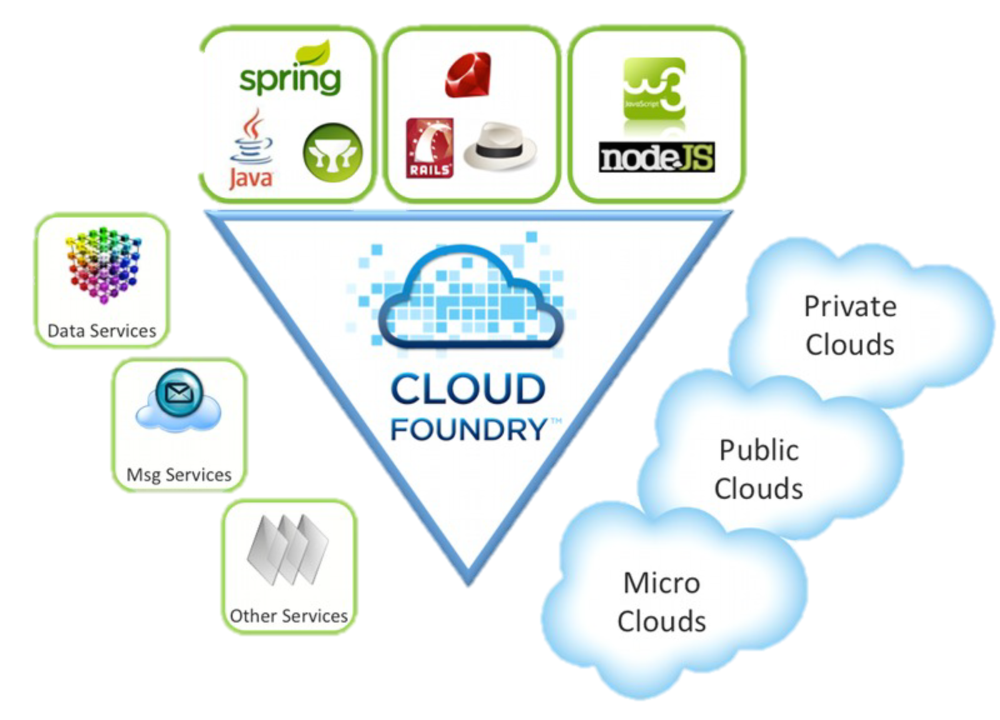 spring
Java
RAILS
w3
JavaScript
nodeJS
Data Services
Msg Services
Other Services
CLOUD
FOUNDRY™
Private
Clouds
Public
Clouds
Micro
Clouds